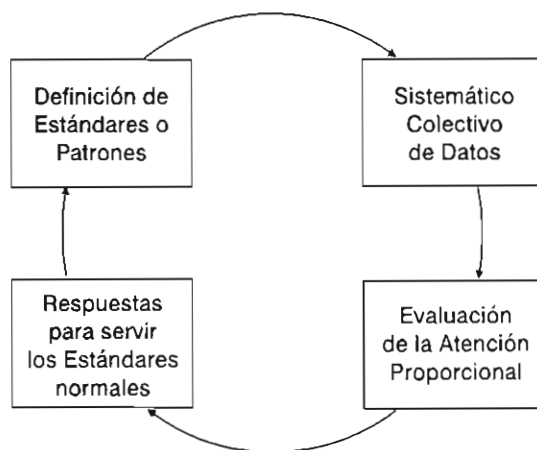 Definición de
Estándares o
Patrones
Sistemático
Colectivo
de Datos
Evaluación
de la Atención
Proporcional
Respuestas
para servir
los Estándares
normales